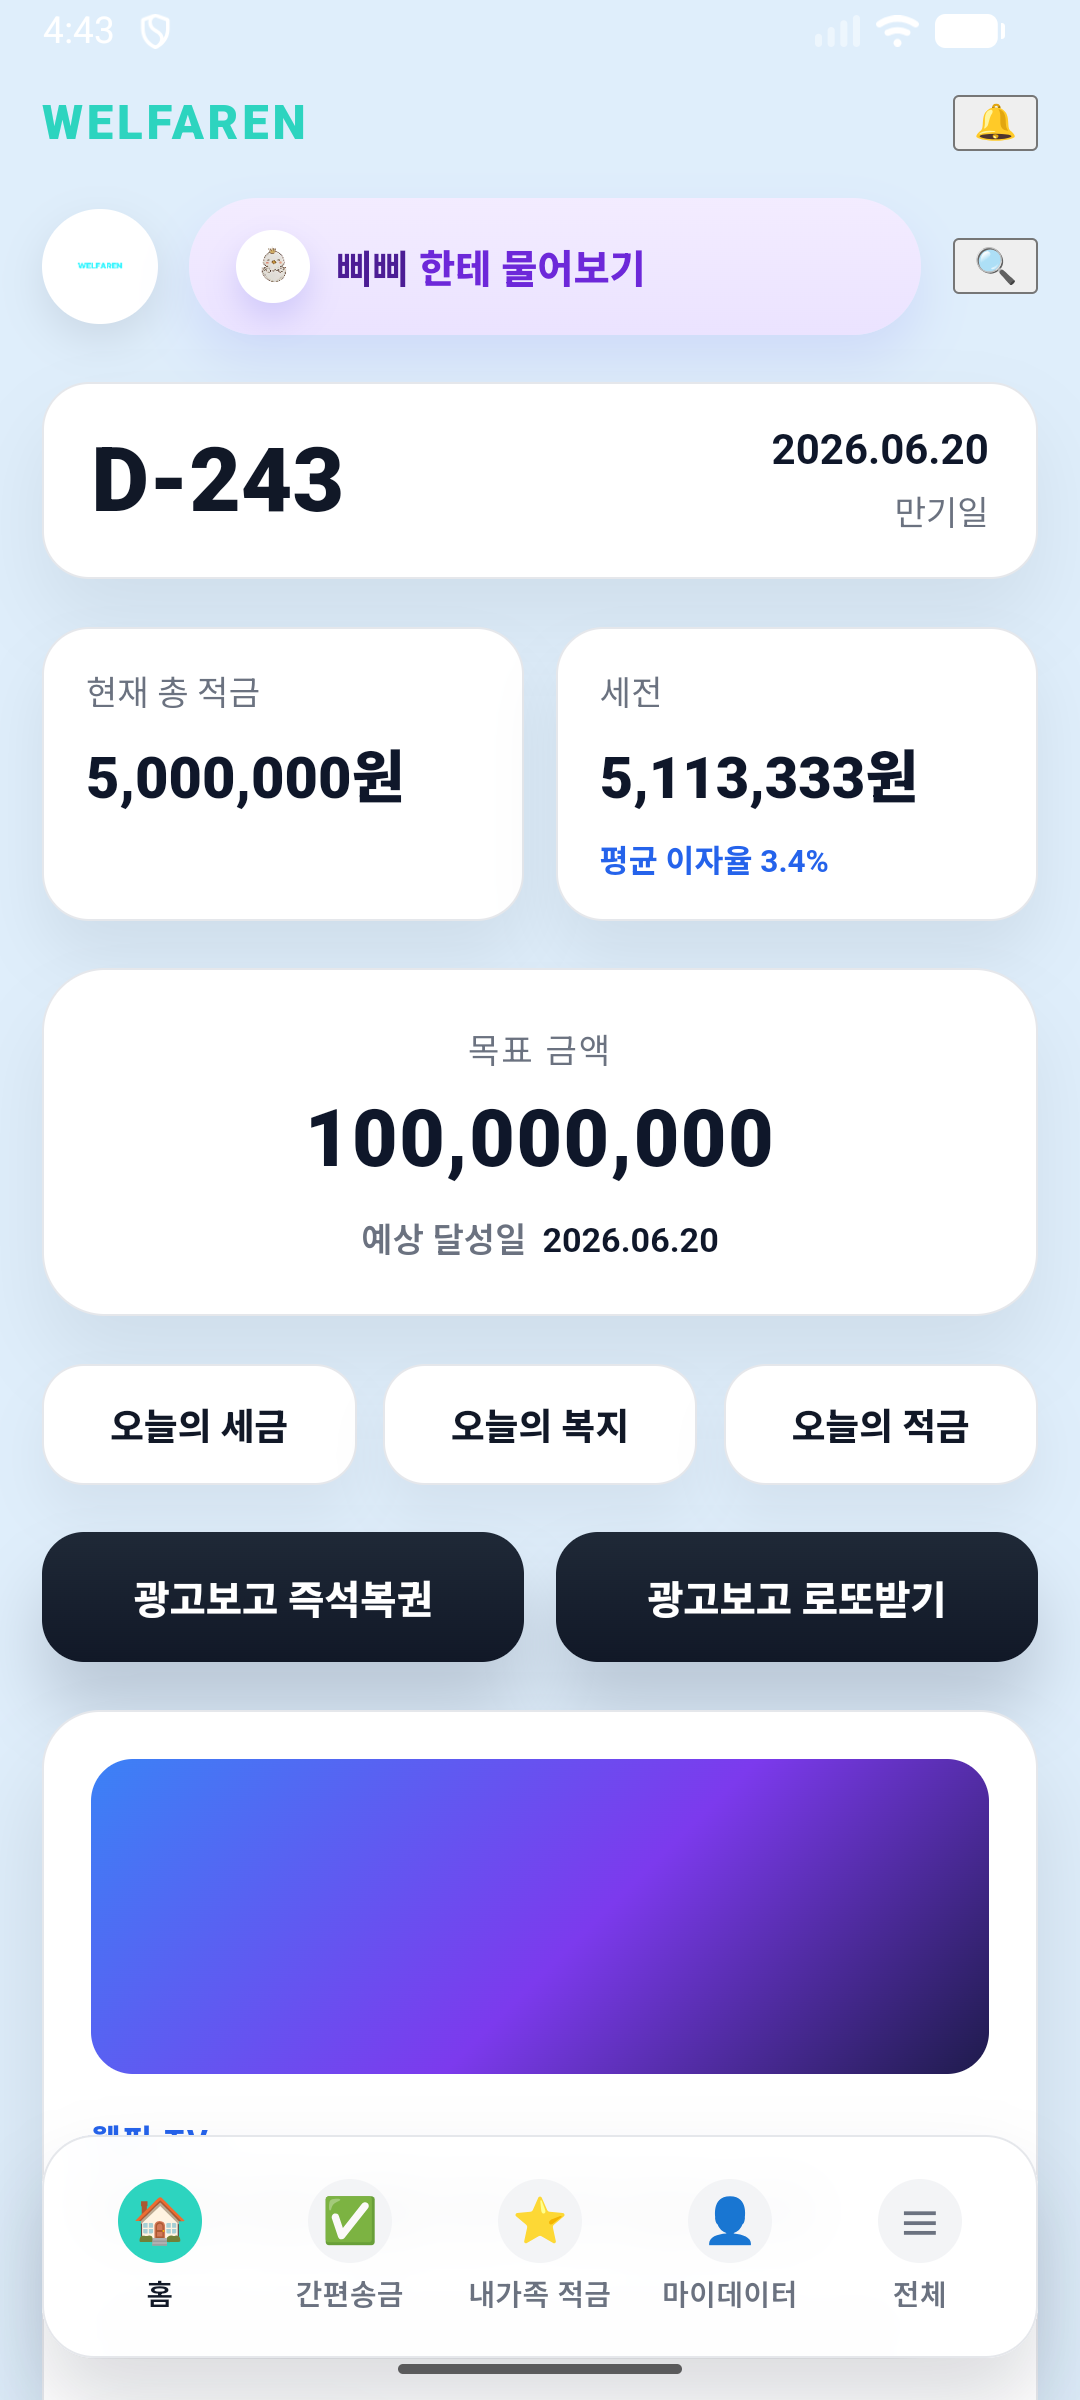 4:43
WELFAREN
WELFAREN
삐삐 한테 물어보기
D-243
2026.06.20
만기일
현재 총 적금
5,000,000원
세전
5,113,333원
평균 이자율 3.4%
목표 금액
100,000,000
예상 달성일 2026.06.20
오늘의 세금
오늘의 복지
오늘의 적금
광고보고 즉석복권
광고보고 로또받기
홈
간편송금
내가족 적금
마이데이터
전체